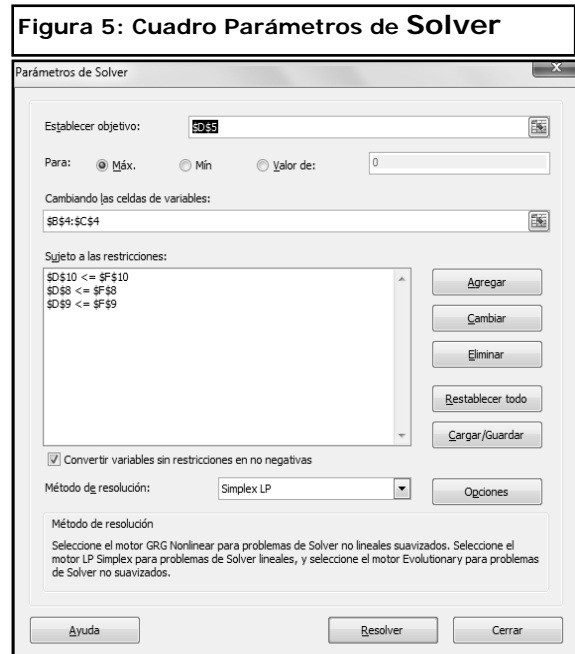 Figura 5: Cuadro Parámetros de Solver
Parámetros de Solver
x
Establecer objetivo: $D$5
Para: Máx. Mín Valor de: 0
Cambiando las celdas de variables:
$B$4:$C$4
Sujeto a las restricciones:
$D$10 <= $F$10
$D$8 <= $F$8
$D$9 <= $F$9
Agregar
Cambiar
Eliminar
Restablecer todo
Cargar/Guardar
Convertir variables sin restricciones en no negativas
Método de resolución: Simplex LP
Opciones
Método de resolución
Seleccione el motor GRG Nonlinear para problemas de Solver no lineales suavizados. Seleccione el
motor LP Simplex para problemas de Solver lineales, y seleccione el motor Evolutionary para problemas
de Solver no suavizados.
Ayuda Resolver Cerrar